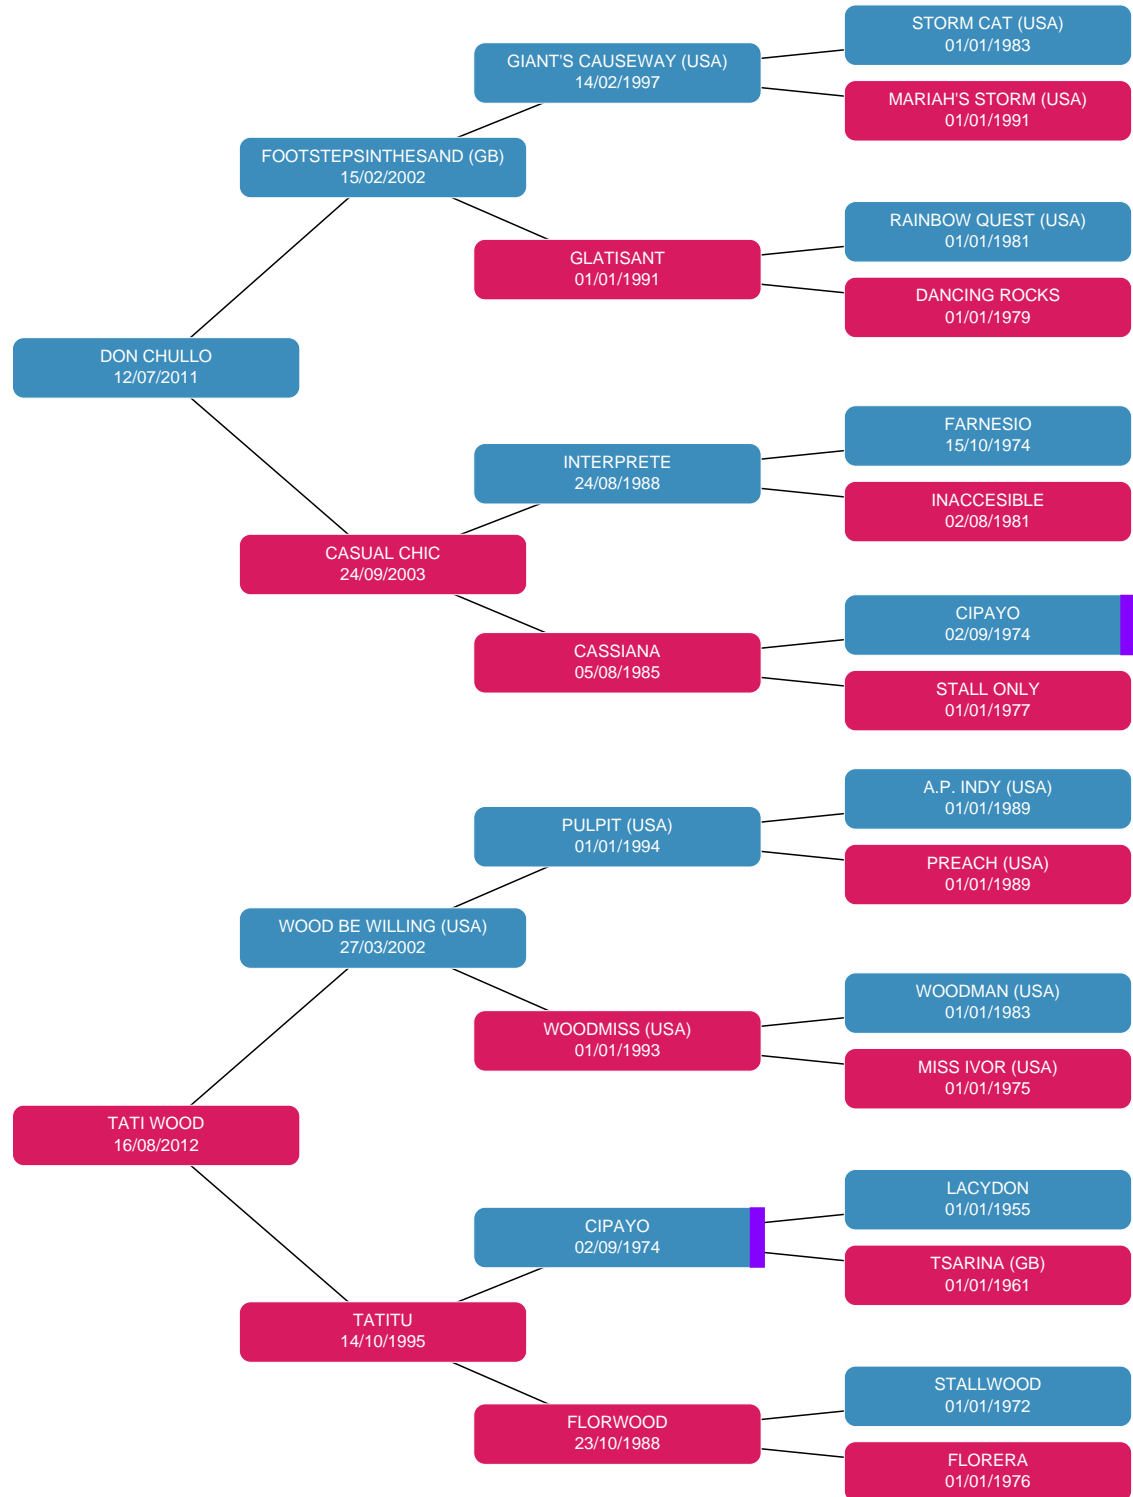 STORM CAT (USA)
01/01/1983
GIANT'S CAUSEWAY (USA)
14/02/1997
MARIAH'S STORM (USA)
01/01/1991
FOOTSTEPSINTHESAND (GB)
15/02/2002
RAINBOW QUEST (USA)
01/01/1981
GLATISANT
01/01/1991
DANCING ROCKS
01/01/1979
DON CHULLO
12/07/2011
FARNESIO
15/10/1974
INTERPRETE
24/08/1988
INACCESIBLE
02/08/1981
CASUAL CHIC
24/09/2003
CIPAYO
02/09/1974
CASSIANA
05/08/1985
STALL ONLY
01/01/1977
A.P. INDY (USA)
01/01/1989
PULPIT (USA)
01/01/1994
PREACH (USA)
01/01/1989
WOOD BE WILLING (USA)
27/03/2002
WOODMAN (USA)
01/01/1983
WOODMISS (USA)
01/01/1993
MISS IVOR (USA)
01/01/1975
TATI WOOD
16/08/2012
LACYDON
01/01/1955
CIPAYO
02/09/1974
TSARINA (GB)
01/01/1961
TATITU
14/10/1995
STALLWOOD
01/01/1972
FLORWOOD
23/10/1988
FLORERA
01/01/1976